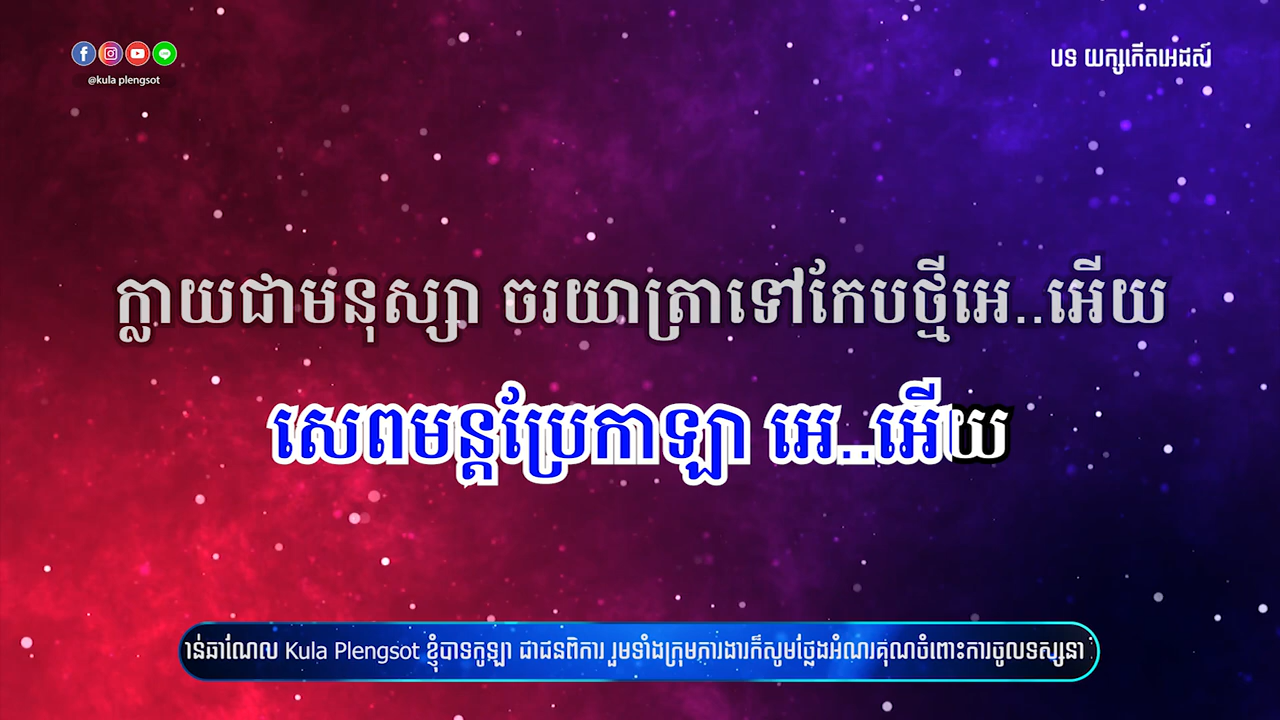 @kula plengsot
បទ យក្សកើតអេដស៍
ក្លាយជាមនុស្សា ចរយាត្រាទៅកែបថ្មីអេ..អើយ
សេពមន្តប្រែកាឡា អេ..អើយ
ាន់ឆាណែល Kula Plengsot ខ្ញុំបាទកូឡា ជាជនពិការ រួមទាំងក្រុមការងារក៏សូមថ្លែងអំណរគុណចំពោះការចូលទស្សនា